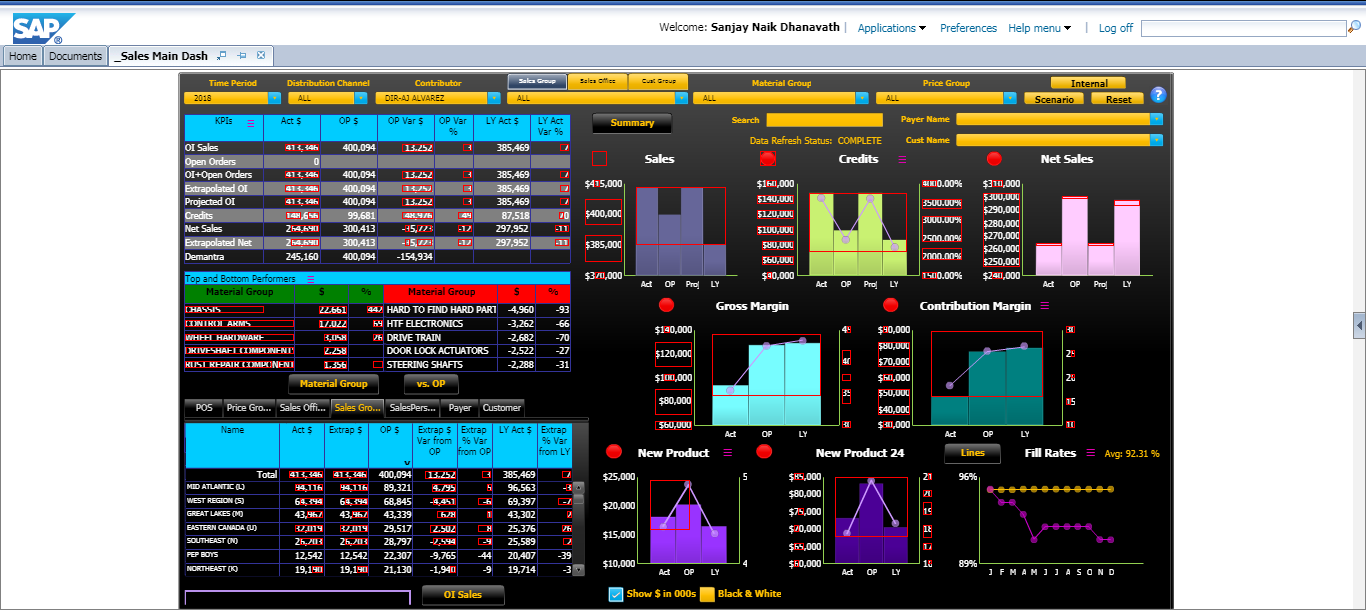 SAP ®
Welcome: Sanjay Naik Dhanavath | Applications Preferences Help menu | Log off
Home Documents _Sales Main Dash
Time Period Distribution Channel Contributor Sales Group Sales Office Cust Group Material Group Price Group Internal
2018 ALL DIR-AJ ALVAREZ ALL ALL ALL Scenario Reset ?
KPIs Act $ OP $ OP Var $ OP Var % LY Act $ LY Act Var %
OI Sales 413,346 400,094 13,252 3 385,469 7
Open Orders 0
OI+Open Orders 413,346 400,094 13,252 3 385,469 7
Extrapolated OI 413,346 400,094 13,252 3 385,469 7
Projected OI 413,346 400,094 13,252 3 385,469 7
Credits 148,656 99,681 48,976 49 87,518 70
Net Sales 264,690 300,413 -35,723 -12 297,952 -11
Extrapolated Net 264,690 300,413 -35,723 -12 297,952 -11
Demantra 245,160 400,094 -154,934
Summary Search Payer Name
Data Refresh Status: COMPLETE Cust Name
Top and Bottom Performers
Material Group $ % Material Group $ %
CHASSIS 22,661 442 HARD TO FIND HARD PART -4,960 -93
CONTROL ARMS 17,022 69 HTF ELECTRONICS -3,262 -66
WHEEL HARDWARE 3,058 26 DRIVE TRAIN -2,682 -70
DRIVESHAFT COMPONENTS 2,258 DOOR LOCK ACTUATORS -2,522 -27
RUST REPAIR COMPONENT 1,356 STEERING SHAFTS -2,288 -31
Material Group vs. OP
POS Price Gro... Sales Offi... Sales Gro... SalesPers... Payer Customer
Name Act $ Extrap $ OP $ Extrap $ Var from OP Extrap % Var from OP LY Act $ Extrap % Var from LY
Total 413,346 413,346 400,094 13,252 3 385,469 7
MID ATLANTIC (L) 94,116 94,116 89,321 4,795 5 96,563 -3
WEST REGION (S) 64,394 64,394 68,845 -4,451 -6 69,397 -7
GREAT LAKES (M) 43,967 43,967 43,339 628 1 43,302 2
EASTERN CANADA (U) 32,019 32,019 29,517 2,502 8 25,376 26
SOUTHEAST (N) 26,203 26,203 28,797 -2,594 -9 25,589 2
PEP BOYS 12,542 12,542 22,307 -9,765 -44 20,407 -39
NORTHEAST (K) 19,190 19,190 21,130 -1,940 -9 19,714 -3
OI Sales
Sales
$415,000
$400,000
$385,000
$370,000
Act OP Proj LY
Credits
$160,000 4000.00%
$140,000 3500.00%
$120,000 3000.00%
$100,000
$80,000 2500.00%
$60,000 2000.00%
$40,000 1500.00%
Act OP Proj LY
Net Sales
$310,000
$300,000
$290,000
$280,000
$270,000
$260,000
$250,000
$240,000
Act OP Proj LY
Gross Margin
$140,000 45
$120,000 40
$100,000
$80,000 35
$60,000 30
Act OP LY
Contribution Margin
$90,000 30
$80,000 25
$70,000
$60,000 20
$50,000 15
$40,000
$30,000 10
Act OP LY
New Product
$25,000 5
$20,000
$15,000
$10,000 4
Act OP LY
New Product 24
$85,000 21
$80,000 20
$75,000 19
$70,000 18
$65,000 17
Act OP LY
Lines Fill Rates Avg: 92.31 %
96%
89%
J F M A M J J A S O N D
Show $ in 000s Black & White